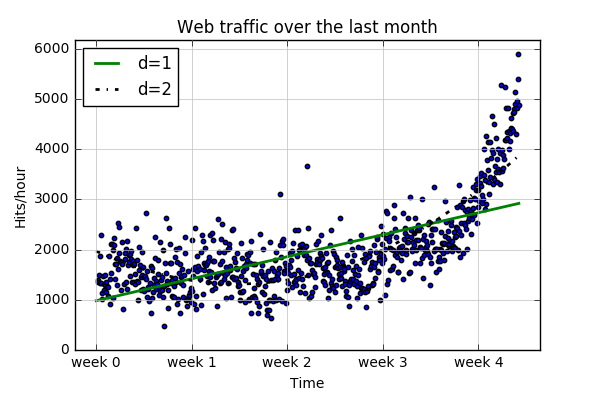 Web traffic over the last month
d=1
d=2
6000
5000
4000
3000
2000
1000
0
Hits/hour
week 0 week 1 week 2 week 3 week 4
Time